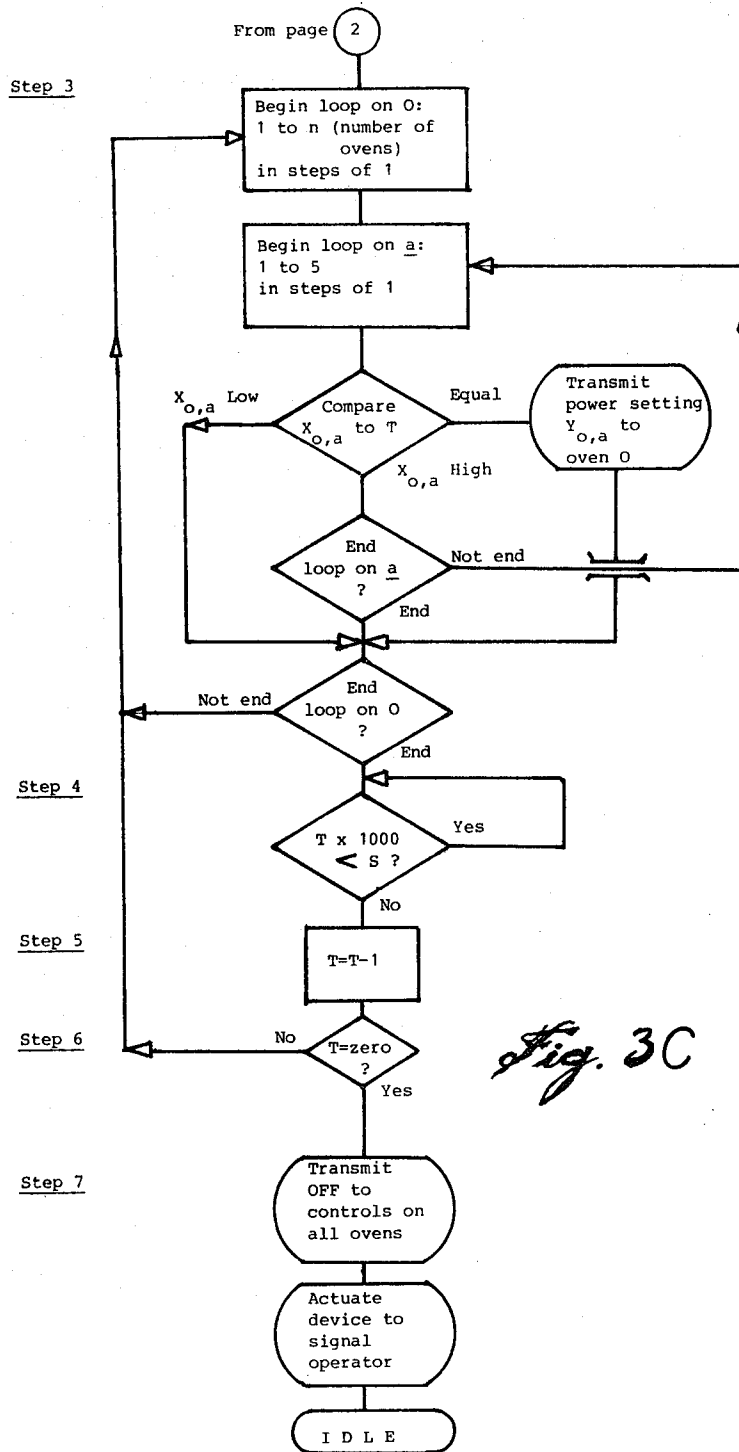 From page 2
Step 3
Begin loop on O:
1 to n (number of
ovens)
in steps of 1
Begin loop on a:
1 to 5
in steps of 1
Xo,a Low
Compare
Xo,a to T
Equal
Transmit
power setting
Yo,a to
oven O
Xo,a High
End
loop on a
?
Not end
End
End
loop on O
?
Not end
End
Step 4
T x 1000
< S ?
Yes
No
Step 5
T=T-1
Step 6
No
T=zero
?
Yes
Fig. 3C
Step 7
Transmit
OFF to
controls on
all ovens
Actuate
device to
signal
operator
I D L E